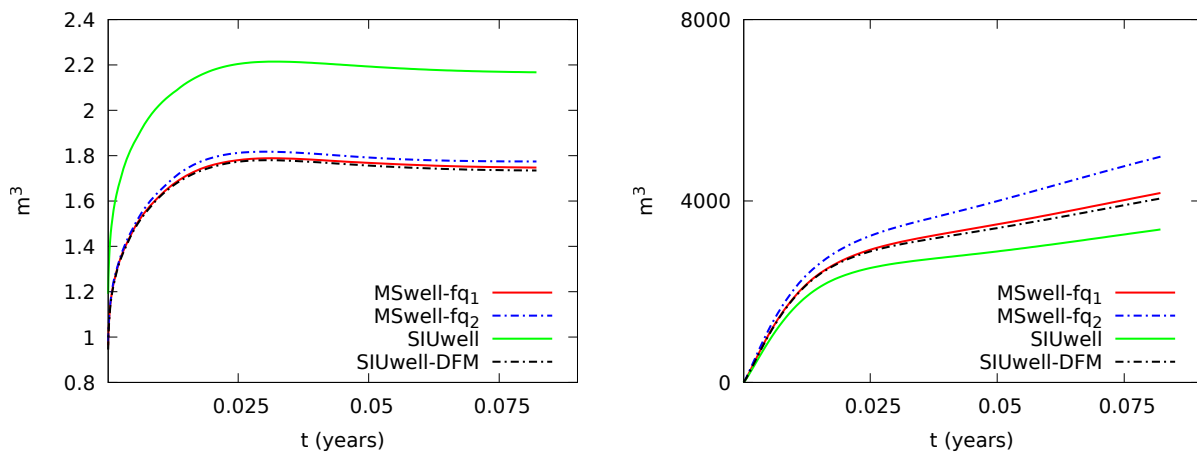 2.4
2.2
2
1.8
1.6
1.4
1.2
1
0.8
m³
MSwell-fq₁
MSwell-fq₂
SIUwell
SIUwell-DFM
0.025 0.05 0.075
t (years)
8000
4000
0
m³
MSwell-fq₁
MSwell-fq₂
SIUwell
SIUwell-DFM
0.025 0.05 0.075
t (years)